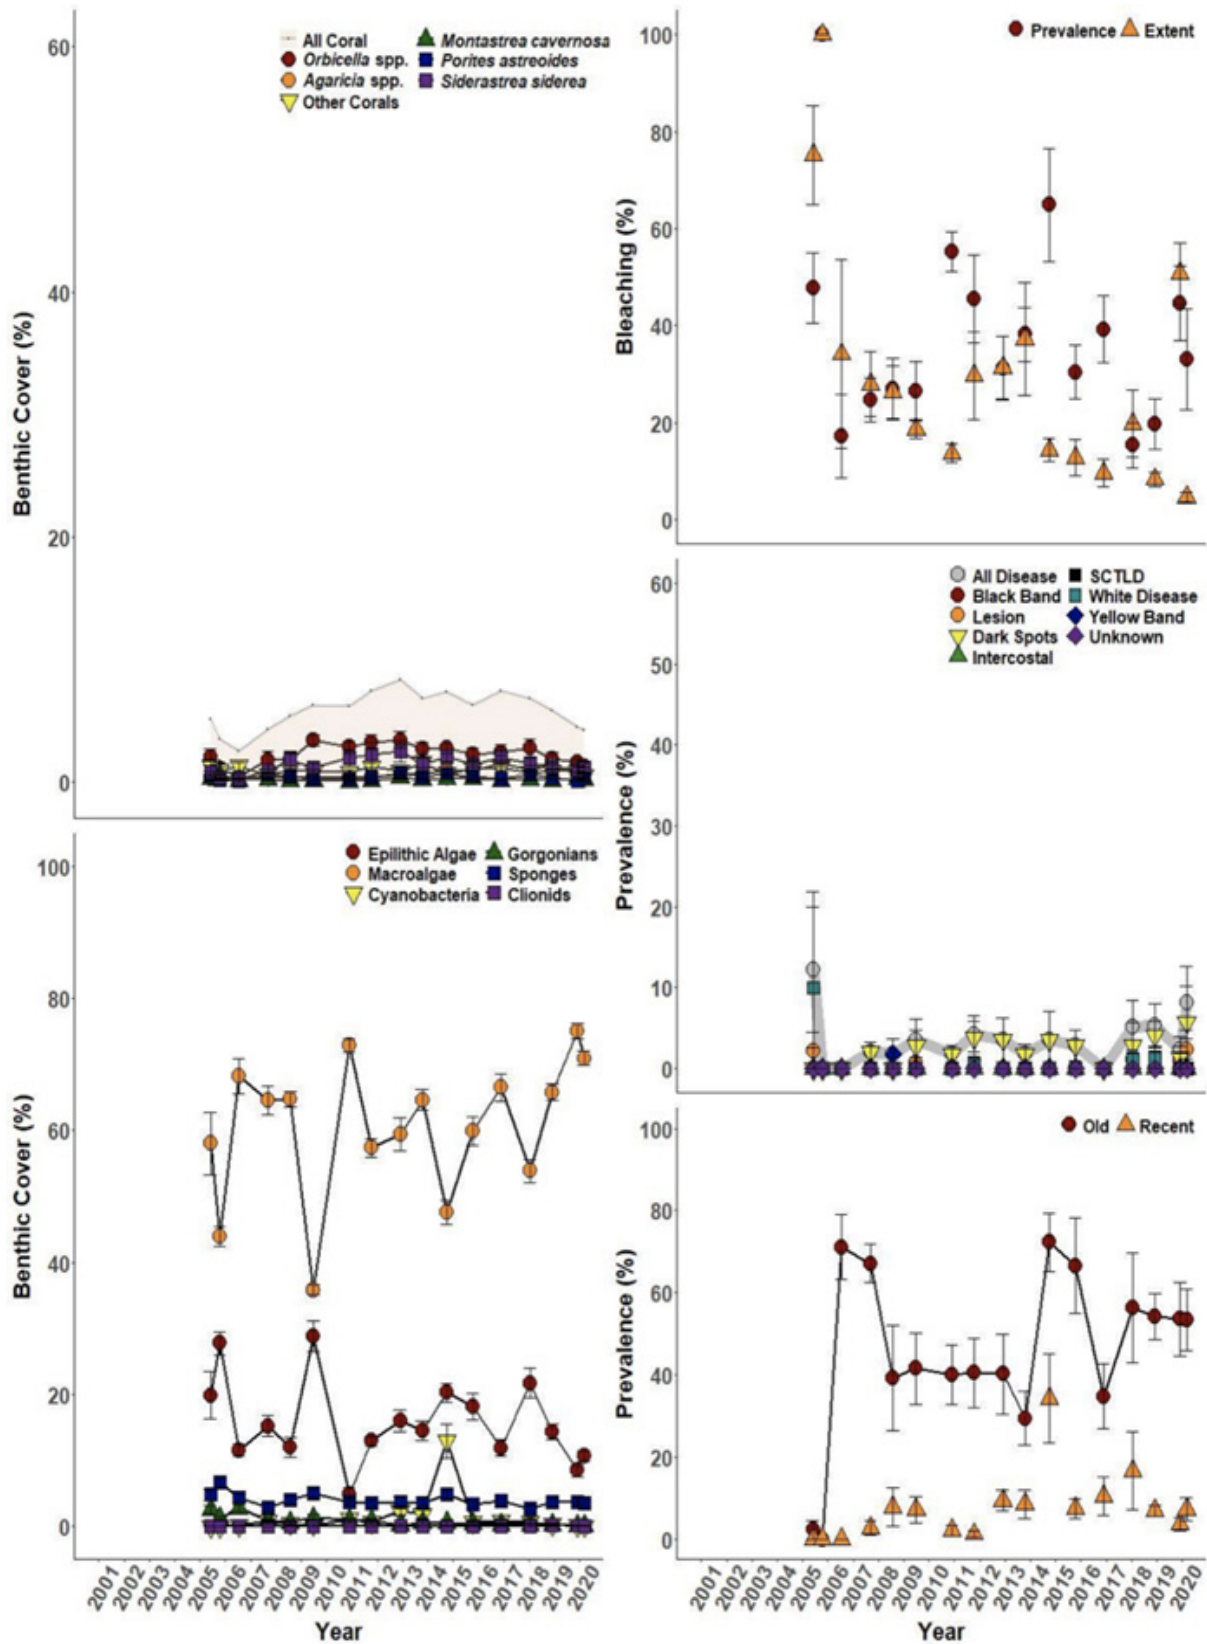 All Coral
Orbicella spp.
Agaricia spp.
Other Corals
Montastrea cavernosa
Porites astreoides
Siderastrea siderea
60
40
20
0
Benthic Cover (%)
Epilithic Algae
Macroalgae
Cyanobacteria
Gorgonians
Sponges
Clionids
100
80
60
40
20
0
Benthic Cover (%)
2001 2002 2003 2004 2005 2006 2007 2008 2009 2010 2011 2012 2013 2014 2015 2016 2017 2018 2019 2020
Year
Prevalence Extent
100
80
60
40
20
0
Bleaching (%)
All Disease
Black Band
Lesion
Dark Spots
Intercostal
SCTLD
White Disease
Yellow Band
Unknown
60
50
40
30
20
10
0
Prevalence (%)
Old Recent
100
80
60
40
20
0
Prevalence (%)
2001 2002 2003 2004 2005 2006 2007 2008 2009 2010 2011 2012 2013 2014 2015 2016 2017 2018 2019 2020
Year